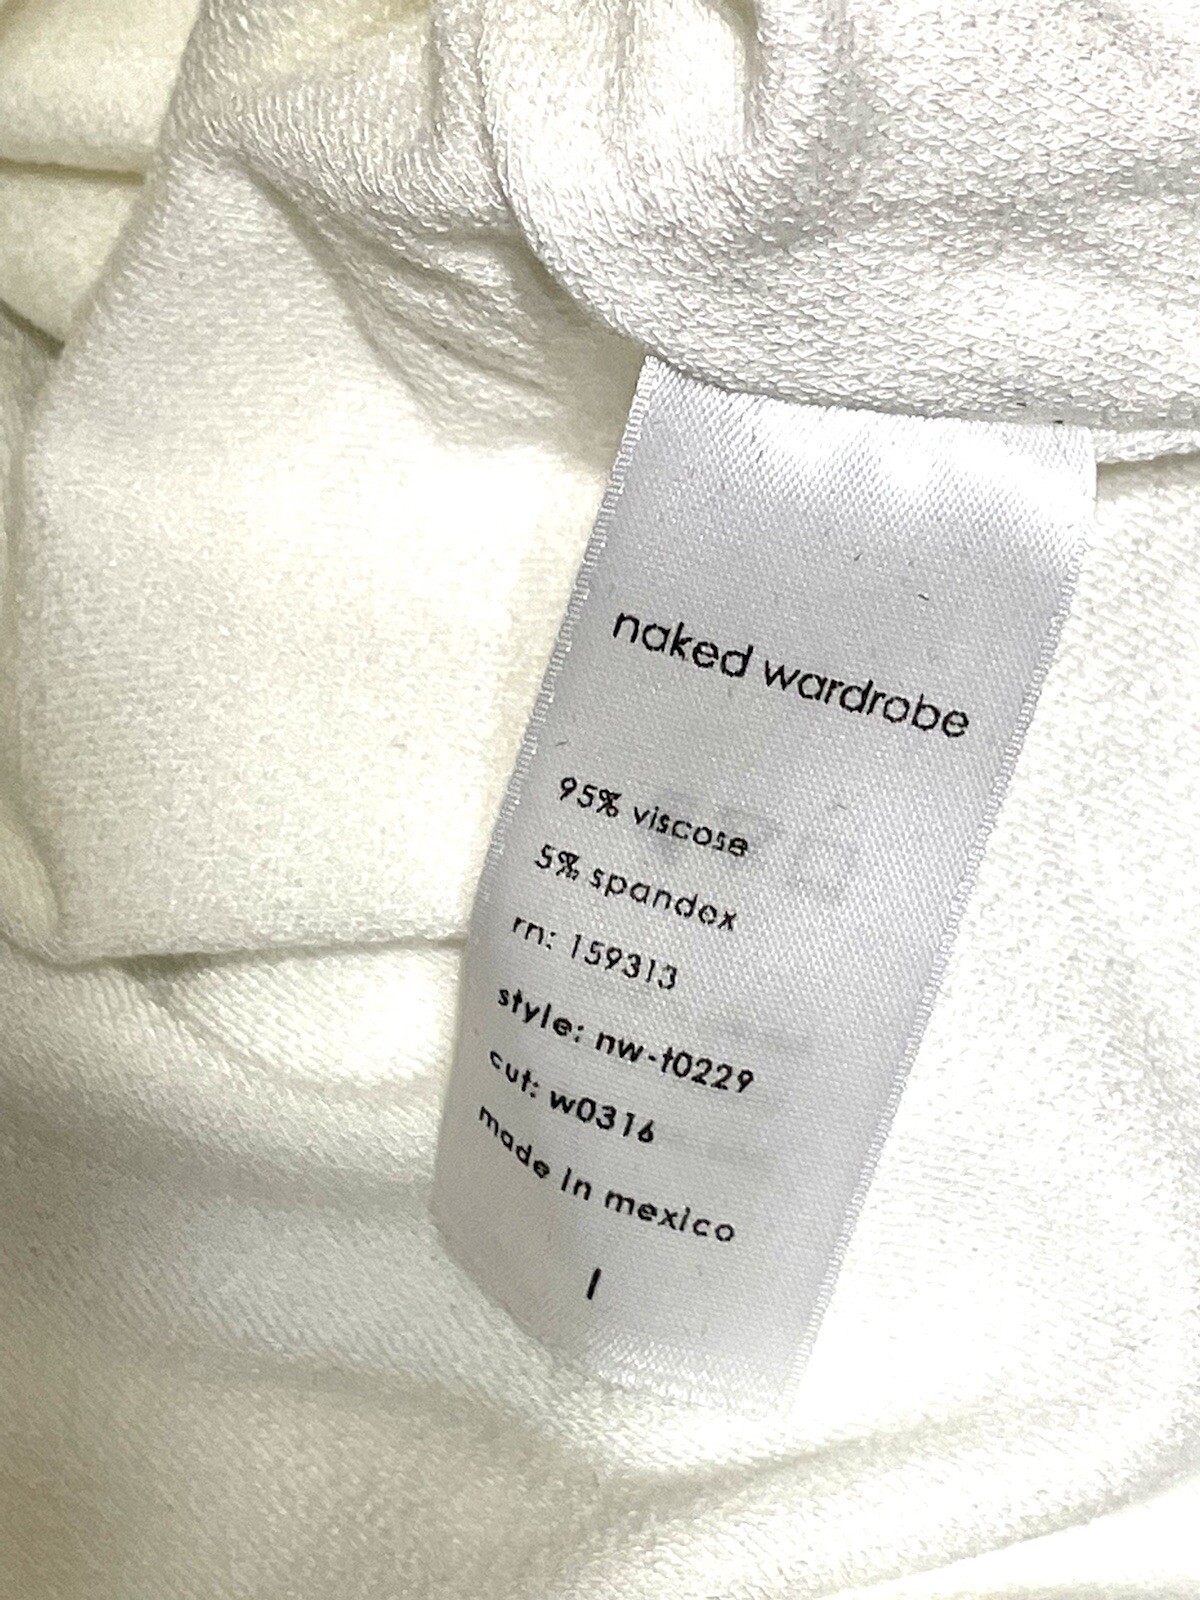 naked wardrobe
95% viscose
5% spandex
rn: 159313
style: nw-t0229
cut: w0316
made in mexico
l